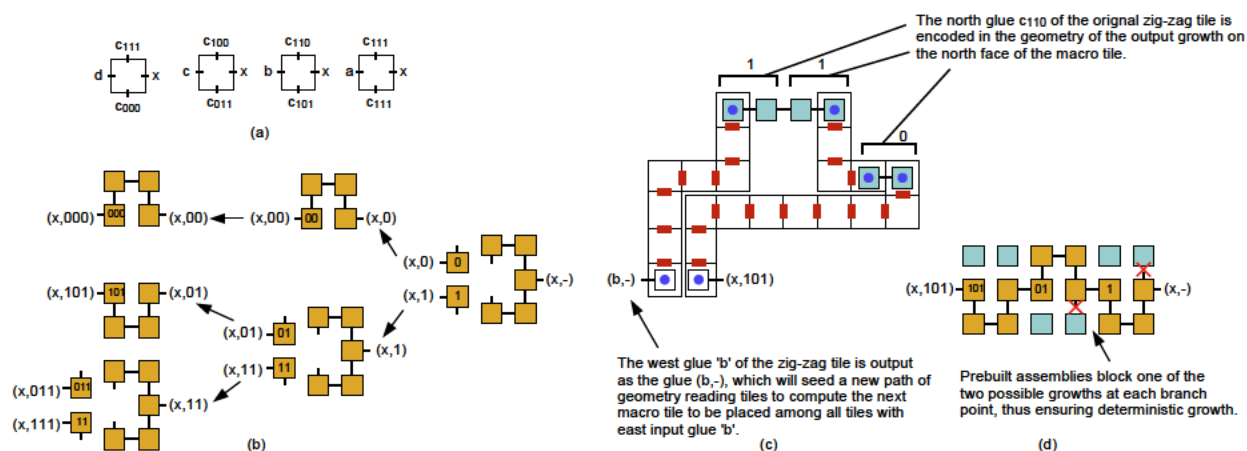 c111 c100 c110 c111
d x c x b x a x
c000 c011 c101 c111
(a)
(x,000) 000 (x,00) (x,00) 00 (x,0)
(x,0) 0
(x,-)
(x,1) 1
(x,101) 101 (x,01)
(x,01) 01
(x,1)
(x,11) 11
(x,011) 011
(x,11)
(x,111) 11
(b)
The north glue c110 of the orignal zig-zag tile is
encoded in the geometry of the output growth on
the north face of the macro tile.
1 1
0
(b,-) (x,101)
The west glue 'b' of the zig-zag tile is output
as the glue (b,-), which will seed a new path of
geometry reading tiles to compute the next
macro tile to be placed among all tiles with
east input glue 'b'.
(c)
(x,101) 101 01 1 (x,-)
Prebuilt assemblies block one of the
two possible growths at each branch
point, thus ensuring deterministic growth.
(d)